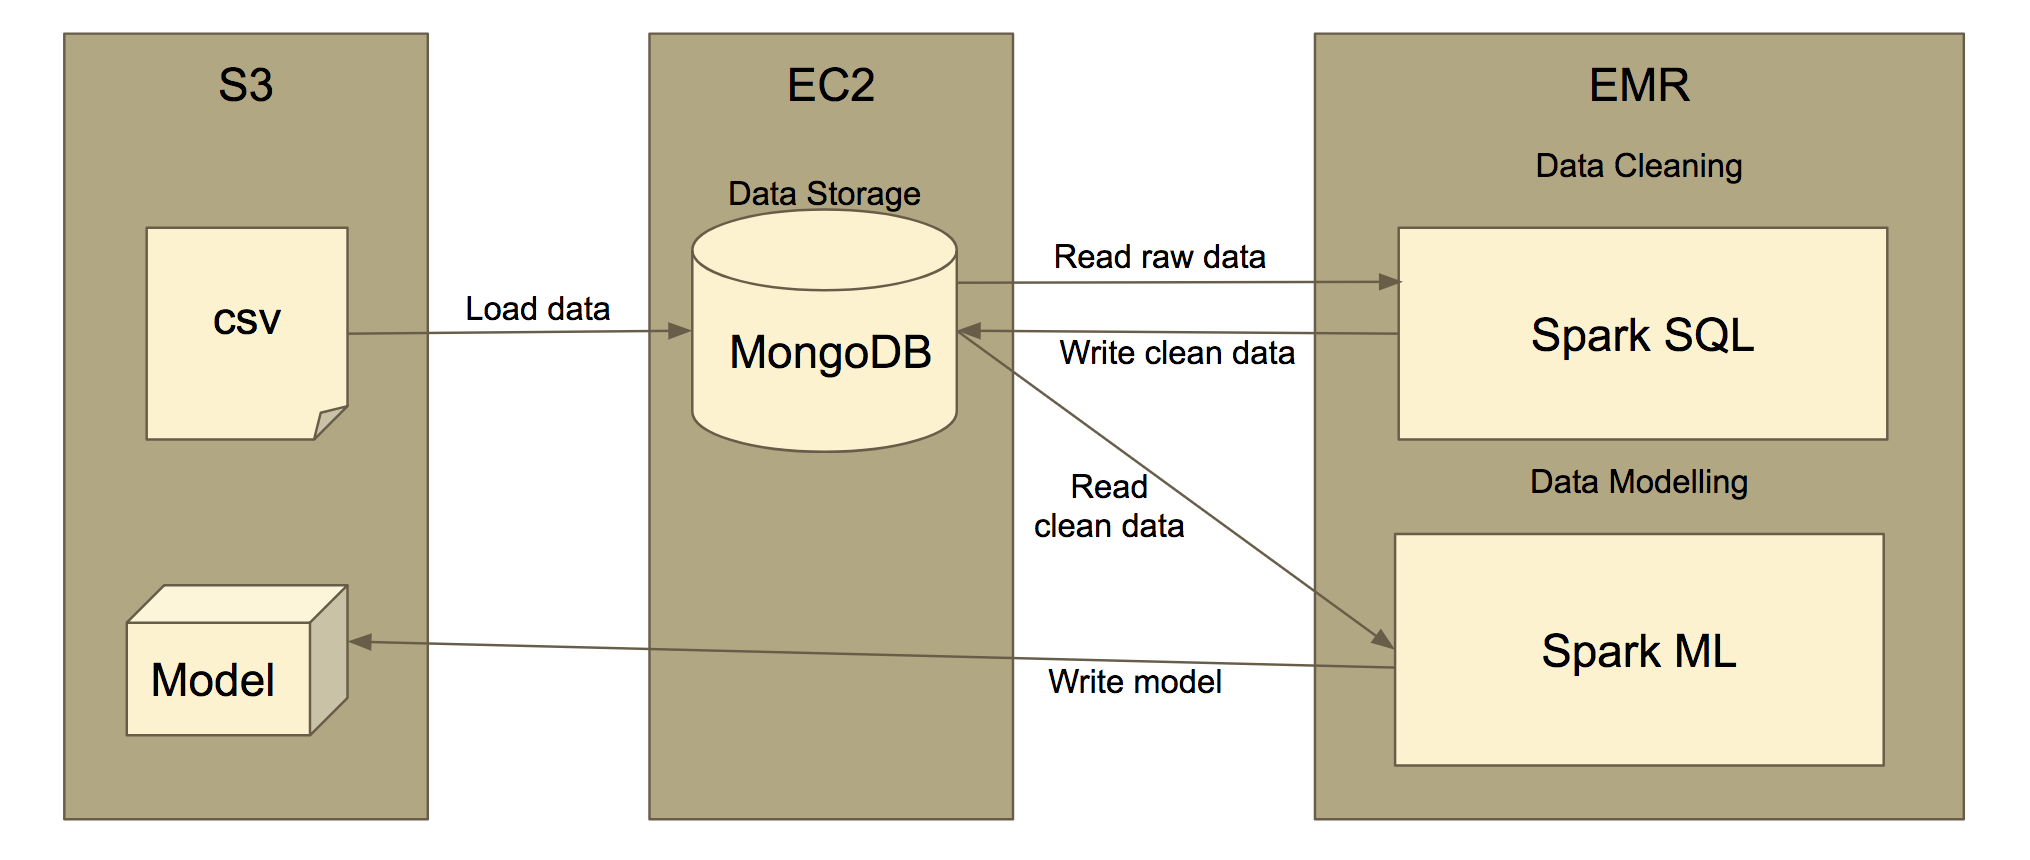 S3
EC2
EMR
Data Cleaning
Data Storage
Read raw data
csv
Load data
MongoDB
Write clean data
Spark SQL
Read
clean data
Data Modelling
Model
Write model
Spark ML